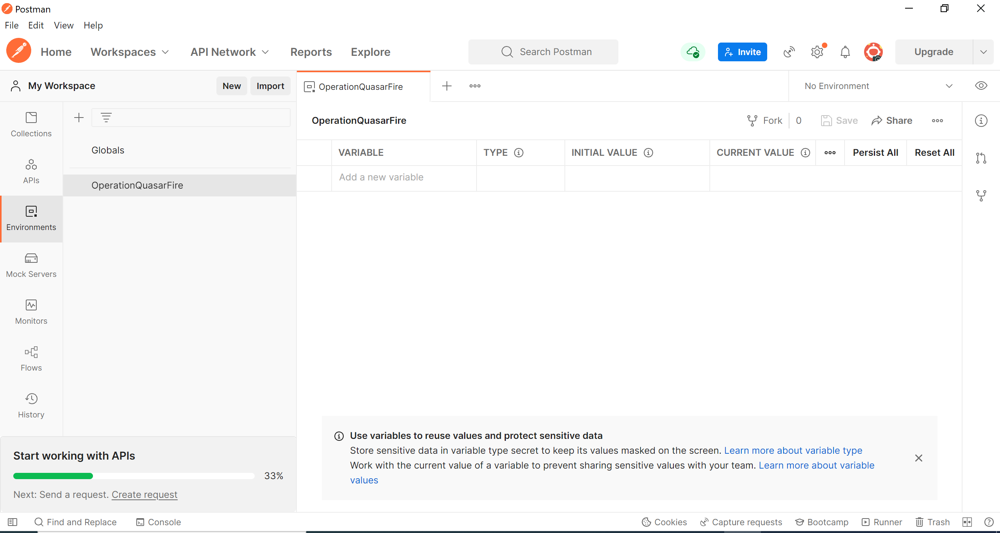 Postman
File Edit View Help
Home Workspaces API Network Reports Explore Search Postman Invite Upgrade
My Workspace New Import OperationQuasarFire No Environment
Collections
APIs
Environments
Mock Servers
Monitors
Flows
History
Globals
OperationQuasarFire
OperationQuasarFire Fork 0 Save Share
VARIABLE TYPE INITIAL VALUE CURRENT VALUE Persist All Reset All
Add a new variable
Use variables to reuse values and protect sensitive data
Store sensitive data in variable type secret to keep its values masked on the screen. Learn more about variable type
Work with the current value of a variable to prevent sharing sensitive values with your team. Learn more about variable
values
Start working with APIs
33%
Next: Send a request. Create request
Find and Replace Console Cookies Capture requests Bootcamp Runner Trash